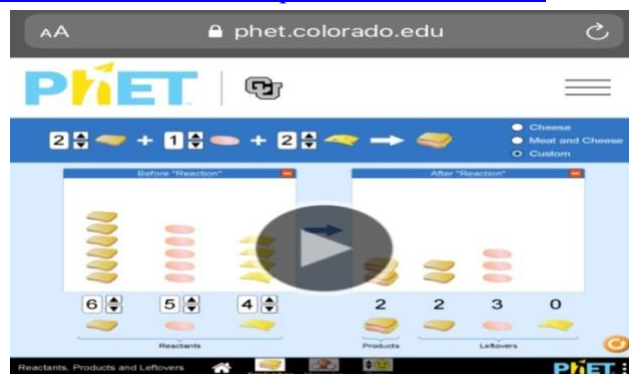 AA phet.colorado.edu
PhET CU
2 + 1 + 2
Cheese
Meat and Cheese
Custom
Before "Reaction" After "Reaction"
6 5 4 2 2 3 0
Reactants Products Leftovers
Reactants, Products and Leftovers PhET